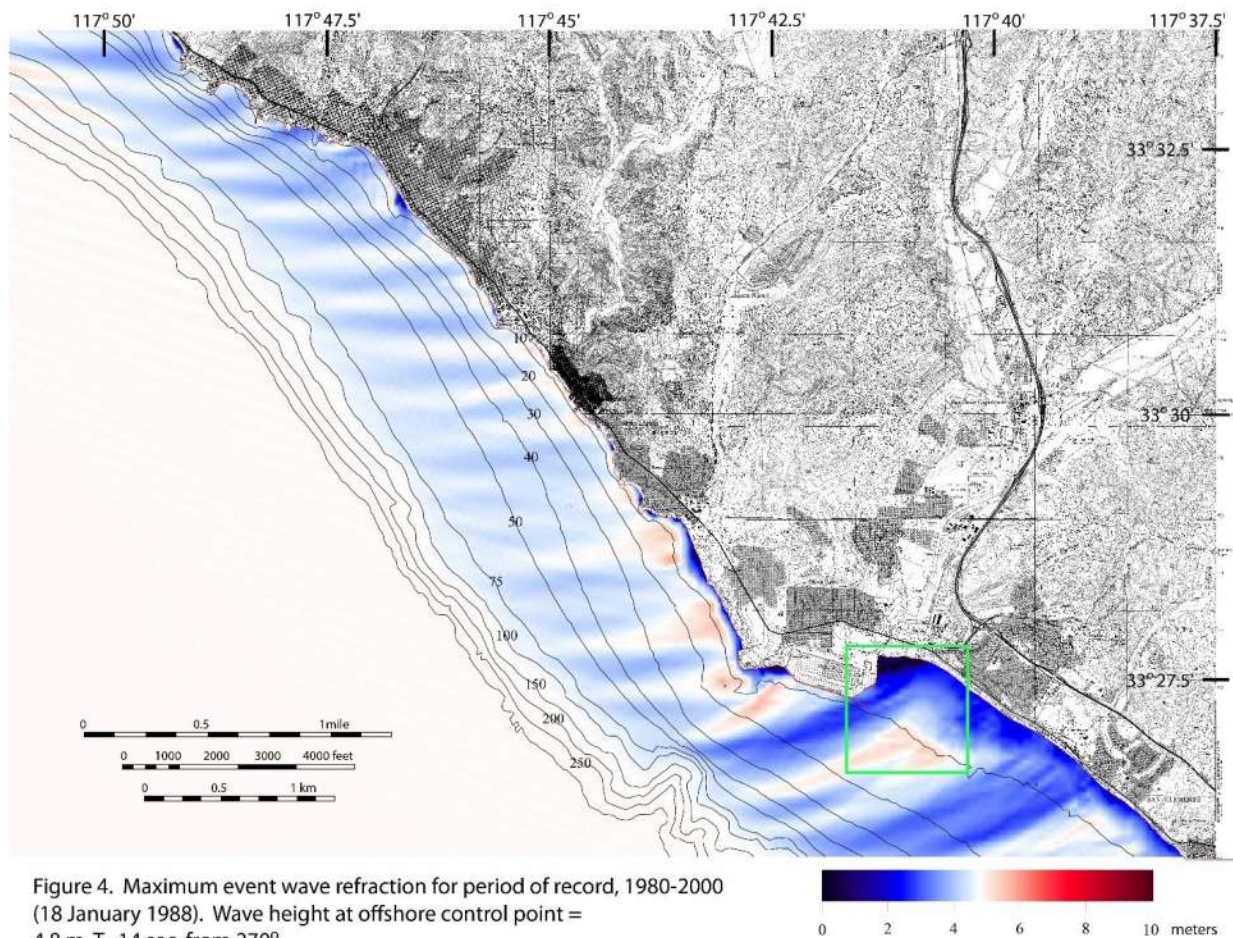 117° 50' 117° 47.5' 117° 45' 117° 42.5' 117° 40' 117° 37.5'
33° 32.5'
33° 30'
33° 27.5'
10
20
30
40
50
75
100
150
200
250
0 0.5 1mile
0 1000 2000 3000 4000 feet
0 0.5 1 km
Figure 4. Maximum event wave refraction for period of record, 1980-2000
(18 January 1988). Wave height at offshore control point =
0 2 4 6 8 10 meters